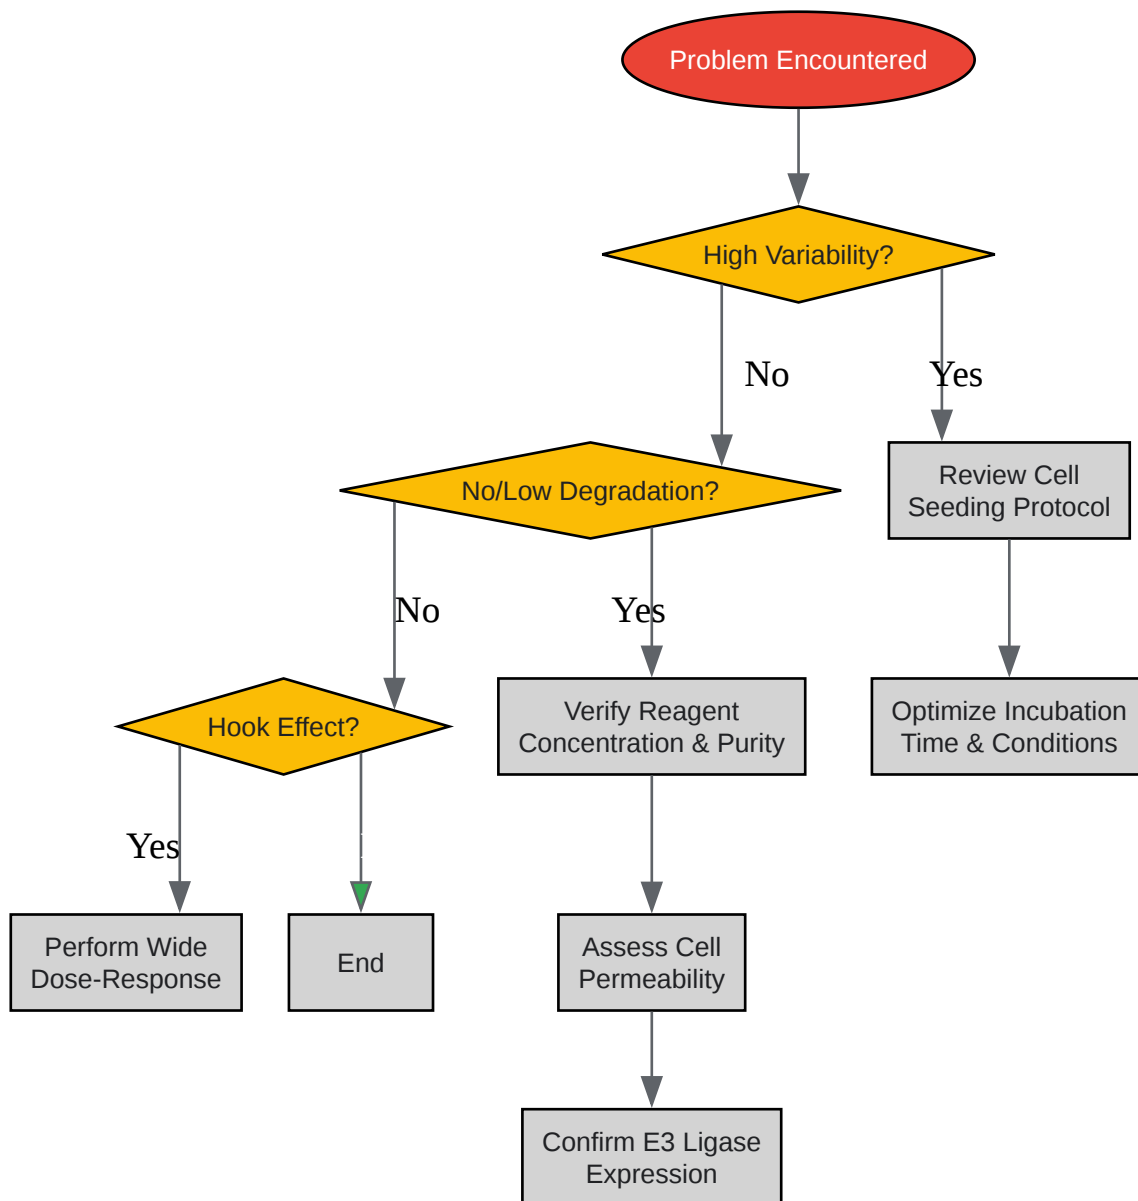 Problem Encountered
High Variability?
No
Yes
No/Low Degradation?
Review Cell
Seeding Protocol
No
Yes
Hook Effect?
Verify Reagent
Concentration & Purity
Optimize Incubation
Time & Conditions
Yes
Perform Wide
Dose-Response
End
Assess Cell
Permeability
Confirm E3 Ligase
Expression